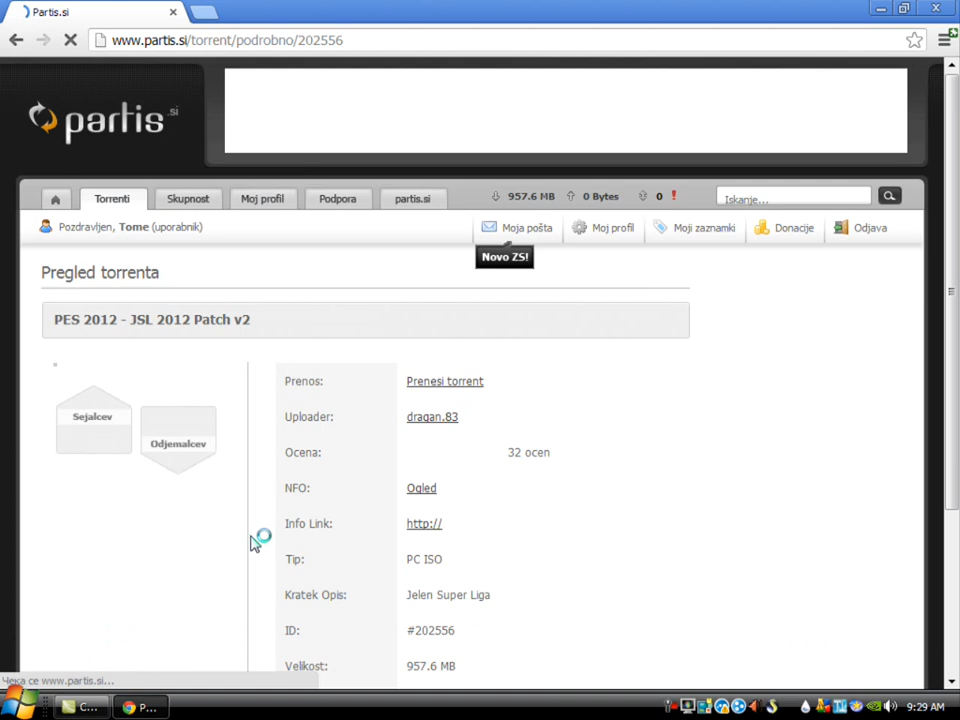 Partis.si
www.partis.si/torrent/podrobno/202556
partis.si
Torrenti Skupnost Moj profil Podpora partis.si 957.6 MB 0 Bytes 0 ! Iskanje...
Pozdravljen, Tome (uporabnik) Moja pošta Moj profil Moji zaznamki Donacije Odjava
Novo ZS!
Pregled torrenta
PES 2012 - JSL 2012 Patch v2
Prenos: Prenesi torrent
Sejalcev
Odjemalcev
Uploader: dragan.83
Ocena: 32 ocen
NFO: Ogled
Info Link: http://
Tip: PC ISO
Kratek Opis: Jelen Super Liga
ID: #202556
Velikost: 957.6 MB
Чека се www.partis.si...
C... P... 9:29 AM